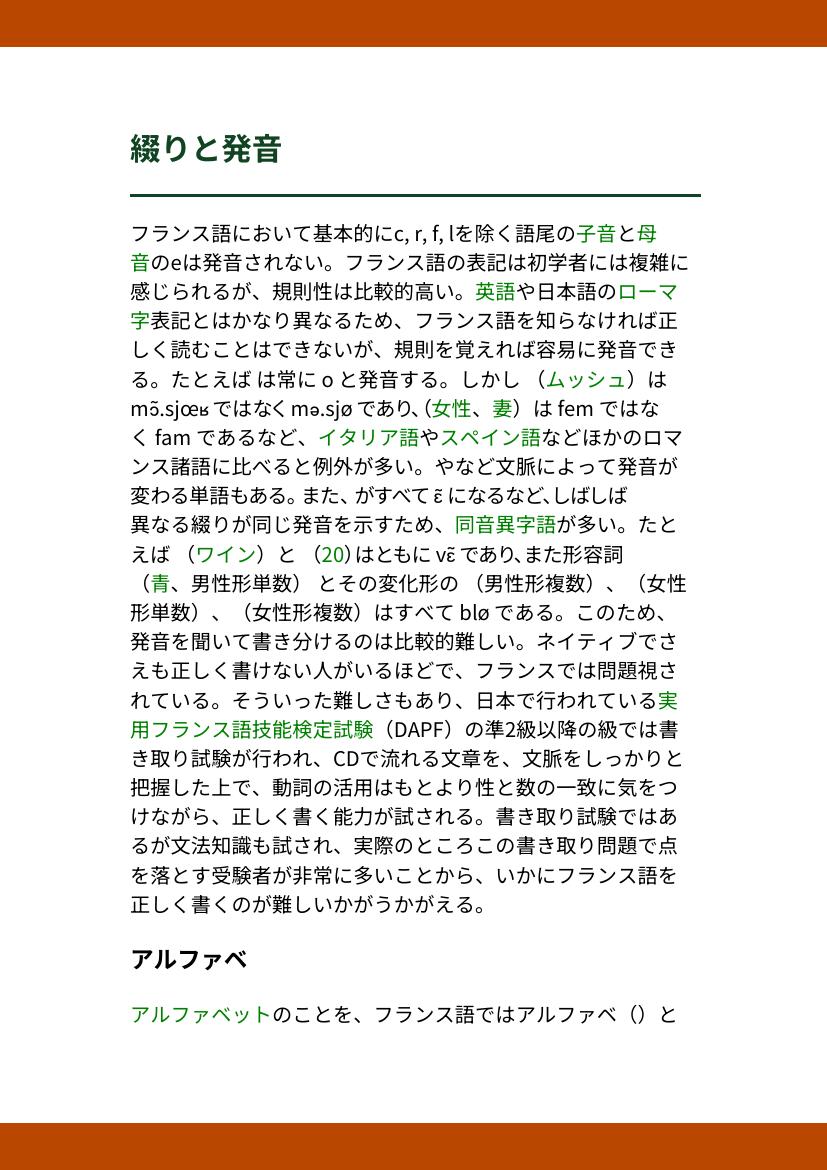 綴りと発音
フランス語において基本的にc, r, f, lを除く語尾の子音と母
音のeは発音されない。フランス語の表記は初学者には複雑に
感じられるが、規則性は比較的高い。英語や日本語のローマ
字表記とはかなり異なるため、フランス語を知らなければ正
しく読むことはできないが、規則を覚えれば容易に発音でき
る。たとえば は常に o と発音する。しかし （ムッシュ）は
mɔ̃.sjœʁ ではなく mə.sjø であり、（女性、妻）は fem ではな
く fam であるなど、イタリア語やスペイン語などほかのロマ
ンス諸語に比べると例外が多い。やなど文脈によって発音が
変わる単語もある。また、がすべて ɛ̃ になるなど、しばしば
異なる綴りが同じ発音を示すため、同音異字語が多い。たと
えば （ワイン）と （20）はともに vɛ̃ であり、また形容詞
（青、男性形単数） とその変化形の （男性形複数）、（女性
形単数）、（女性形複数）はすべて blø である。このため、
発音を聞いて書き分けるのは比較的難しい。ネイティブでさ
えも正しく書けない人がいるほどで、フランスでは問題視さ
れている。そういった難しさもあり、日本で行われている実
用フランス語技能検定試験（DAPF）の準2級以降の級では書
き取り試験が行われ、CDで流れる文章を、文脈をしっかりと
把握した上で、動詞の活用はもとより性と数の一致に気をつ
けながら、正しく書く能力が試される。書き取り試験ではあ
るが文法知識も試され、実際のところこの書き取り問題で点
を落とす受験者が非常に多いことから、いかにフランス語を
正しく書くのが難しいかがうかがえる。
アルファベ
アルファベットのことを、フランス語ではアルファベ（）と